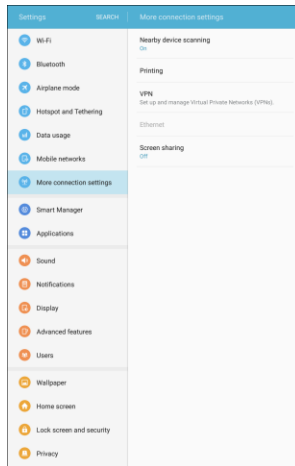 Settings
SEARCH
More connection settings
Wi-Fi
Bluetooth
Airplane mode
Hotspot and Tethering
Data usage
Mobile networks
More connection settings
Smart Manager
Applications
Sound
Notifications
Display
Advanced features
Users
Wallpaper
Home screen
Lock screen and security
Privacy
Nearby device scanning
On
Printing
VPN
Set up and manage Virtual Private Networks (VPNs).
Ethernet
Screen sharing
Off